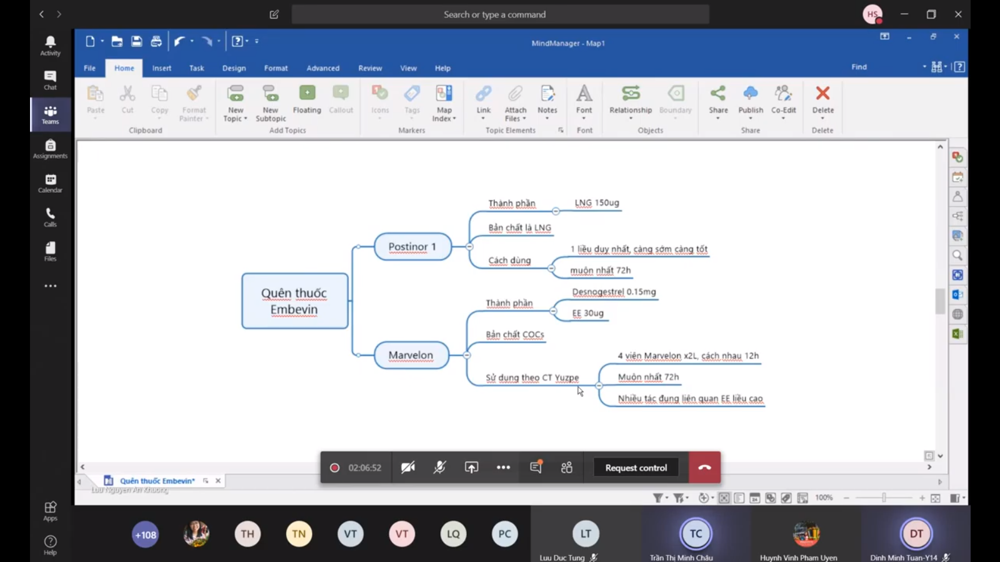 Search or type a command
HS
Activity
Chat
Teams
Assignments
Calendar
Calls
Files
Apps
Help
MindManager - Map1
File
Home
Insert
Task
Design
Format
Advanced
Review
View
Help
Find
Paste
Cut
Copy
Format Painter
New Topic
New Subtopic
Floating
Callout
Icons
Tags
Map Index
Link
Attach Files
Notes
Font
Relationship
Boundary
Share
Publish
Co-Edit
Delete
Clipboard
Add Topics
Markers
Topic Elements
Font
Objects
Share
Delete
Quên thuốc
Embevin
Postinor 1
Thành phần
LNG 150ug
Bản chất là LNG
Cách dùng
1 liều duy nhất, càng sớm càng tốt
muộn nhất 72h
Marvelon
Thành phần
Desnogestrel 0.15mg
EE 30ug
Bản chất COCs
Sử dụng theo CT Yuzpe
4 viên Marvelon x2L, cách nhau 12h
Muộn nhất 72h
Nhiều tác dụng liên quan EE liều cao
02:06:52
Request control
Quên thuốc Embevin*
Luu Nguyen An Khuong
100%
+108
TH
TN
VT
VT
LQ
PC
LT
TC
DT
Luu Duc Tung
Trần Thị Minh Châu
Huynh Vinh Pham Uyen
Dinh Minh Tuan-Y14